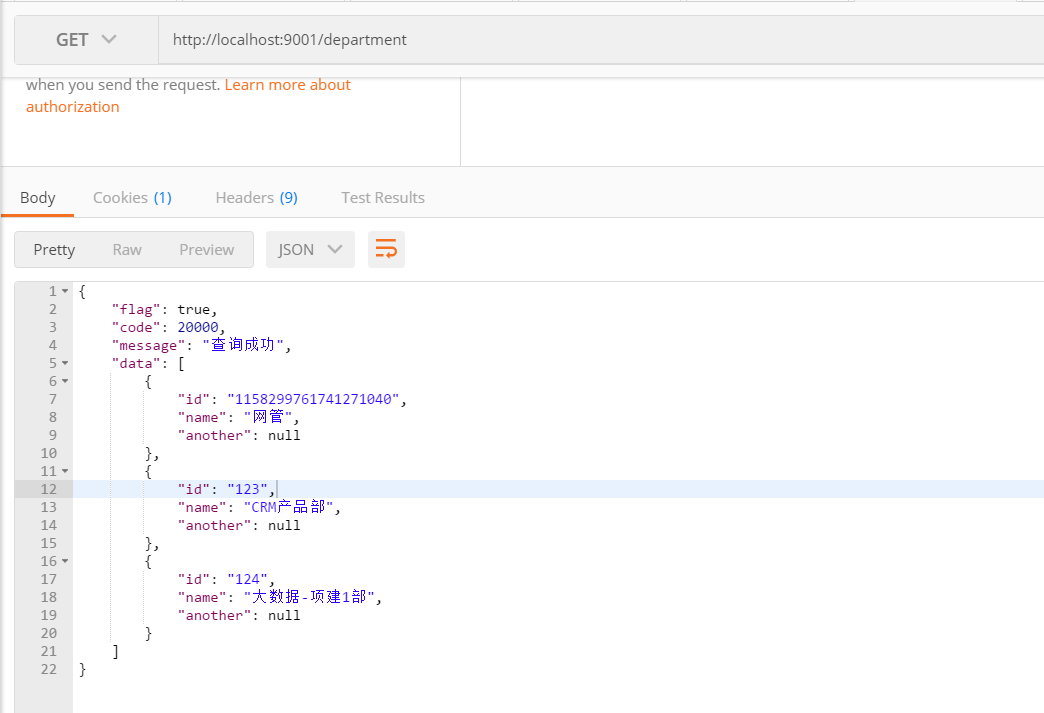 GET http://localhost:9001/department
when you send the request. Learn more about
authorization
Body Cookies (1) Headers (9) Test Results
Pretty Raw Preview JSON
1 {
2 "flag": true,
3 "code": 20000,
4 "message": "查询成功",
5 "data": [
6 {
7 "id": "1158299761741271040",
8 "name": "网管",
9 "another": null
10 },
11 {
12 "id": "123",
13 "name": "CRM产品部",
14 "another": null
15 },
16 {
17 "id": "124",
18 "name": "大数据-项建1部",
19 "another": null
20 }
21 ]
22 }